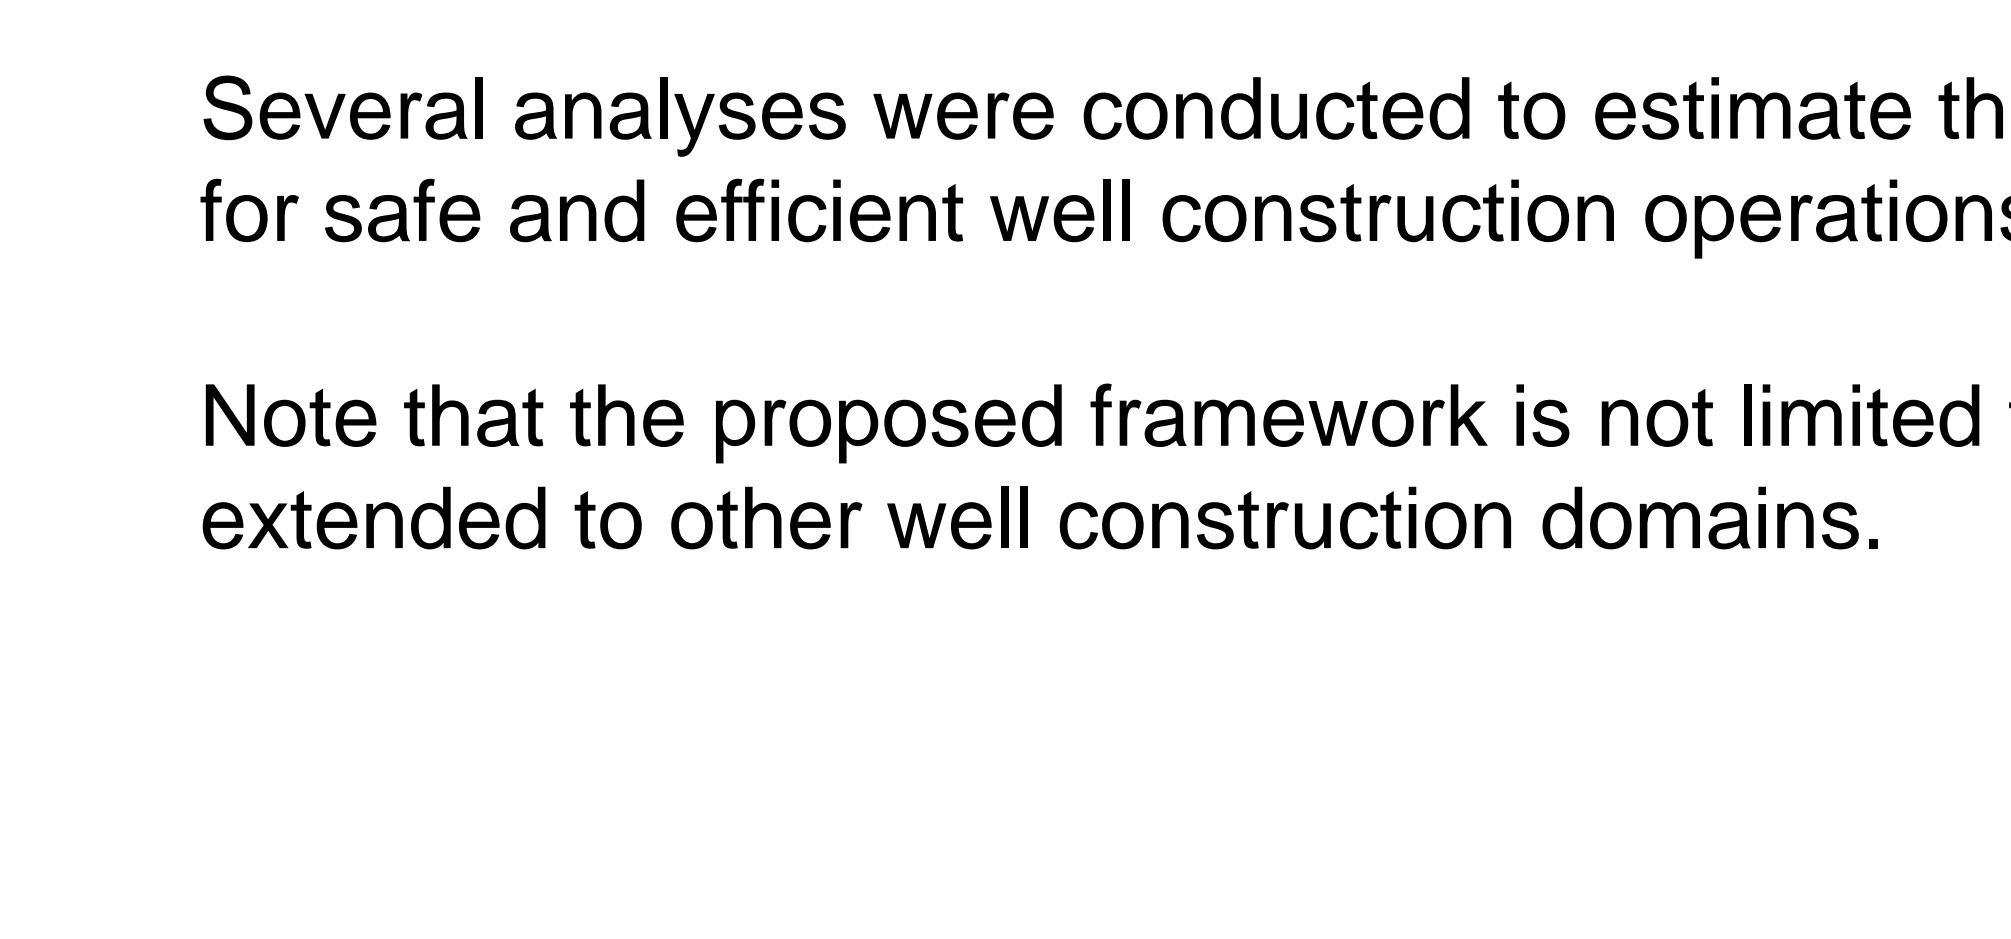 Several analyses were conducted to estimate th
for safe and efficient well construction operations
Note that the proposed framework is not limited
extended to other well construction domains.